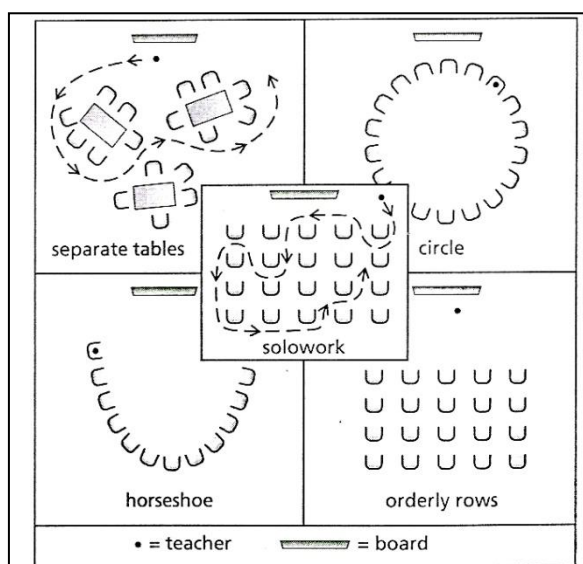 separate tables
circle
solowork
horseshoe
orderly rows
• = teacher
= board